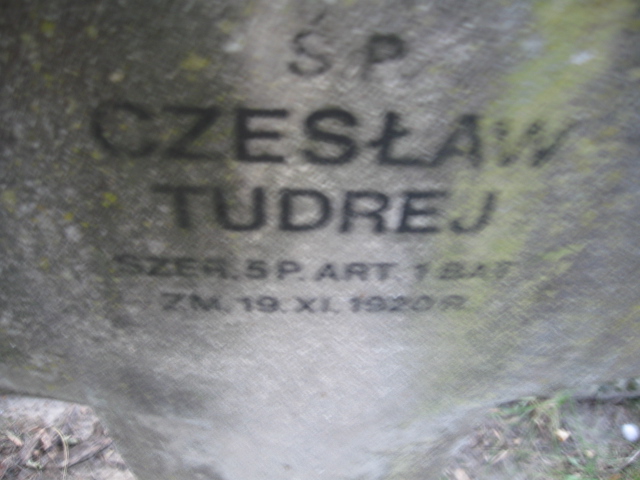 Ś P
CZESŁAW
TUDREJ
SZER. 5 P. ART. 1 BAT
ZM. 19. XI. 1920 R.